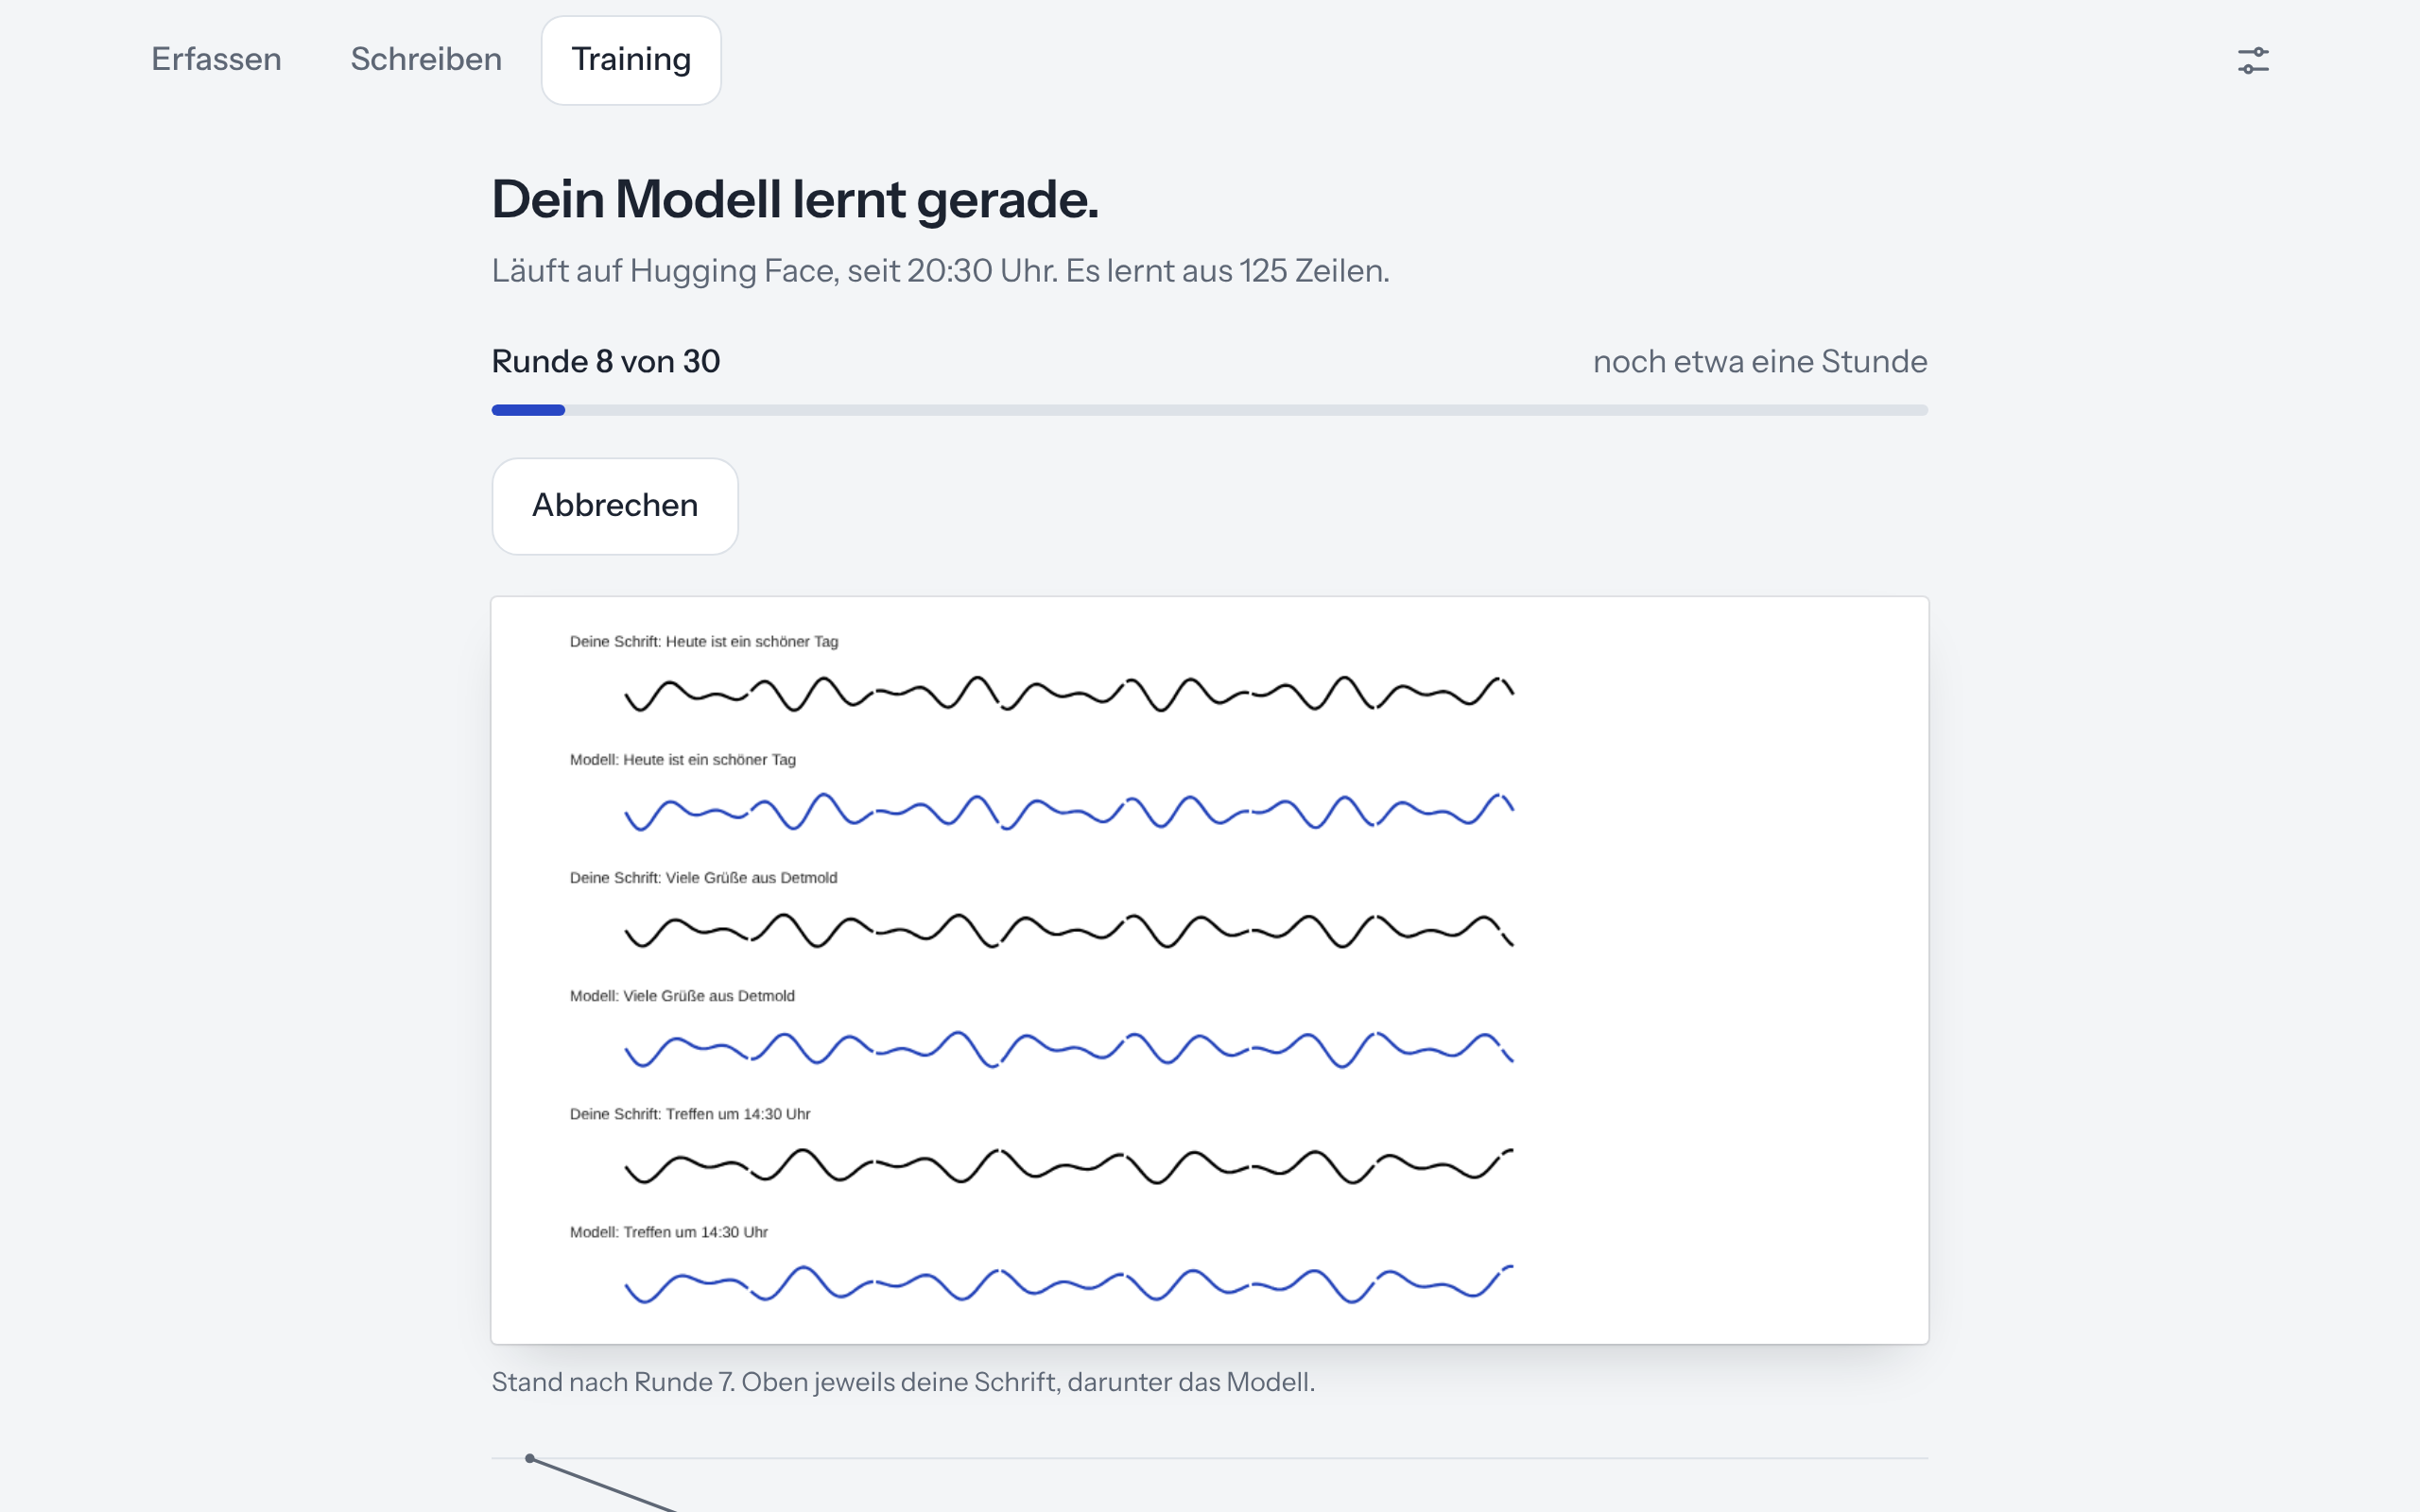 Erfassen Schreiben Training
Dein Modell lernt gerade.
Läuft auf Hugging Face, seit 20:30 Uhr. Es lernt aus 125 Zeilen.
Runde 8 von 30 noch etwa eine Stunde
Abbrechen
Deine Schrift: Heute ist ein schöner Tag
Modell: Heute ist ein schöner Tag
Deine Schrift: Viele Grüße aus Detmold
Modell: Viele Grüße aus Detmold
Deine Schrift: Treffen um 14:30 Uhr
Modell: Treffen um 14:30 Uhr
Stand nach Runde 7. Oben jeweils deine Schrift, darunter das Modell.